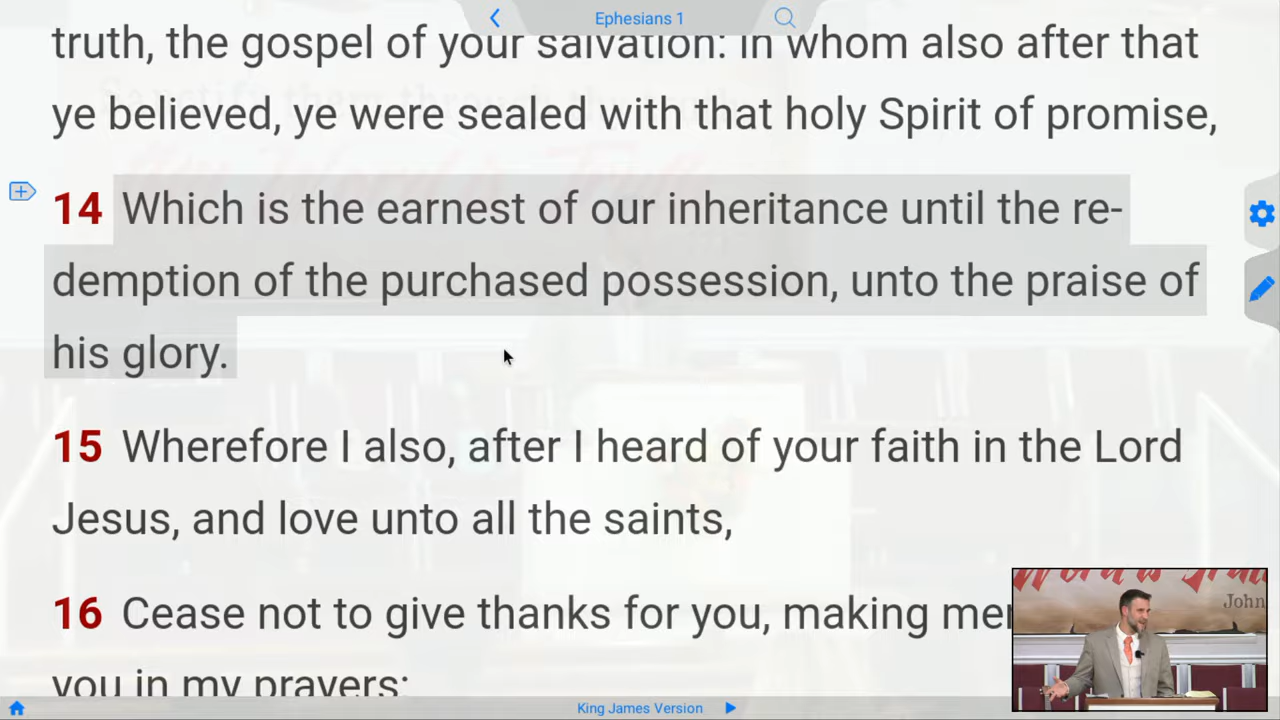 Ephesians 1
truth, the gospel of your salvation: in whom also after that
ye believed, ye were sealed with that holy Spirit of promise,
14 Which is the earnest of our inheritance until the re-
demption of the purchased possession, unto the praise of
his glory.
15 Wherefore I also, after I heard of your faith in the Lord
Jesus, and love unto all the saints,
16 Cease not to give thanks for you, making
you in my prayers:
Word is
John
King James Version